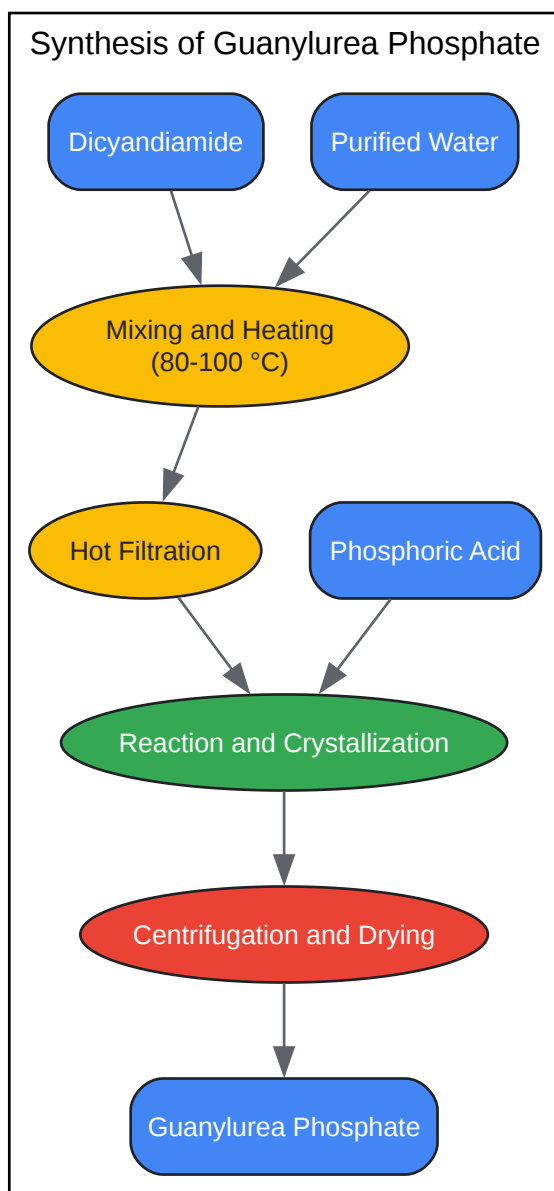 Synthesis of Guanylurea Phosphate
Dicyandiamide
Purified Water
Mixing and Heating
(80-100 °C)
Hot Filtration
Phosphoric Acid
Reaction and Crystallization
Centrifugation and Drying
Guanylurea Phosphate